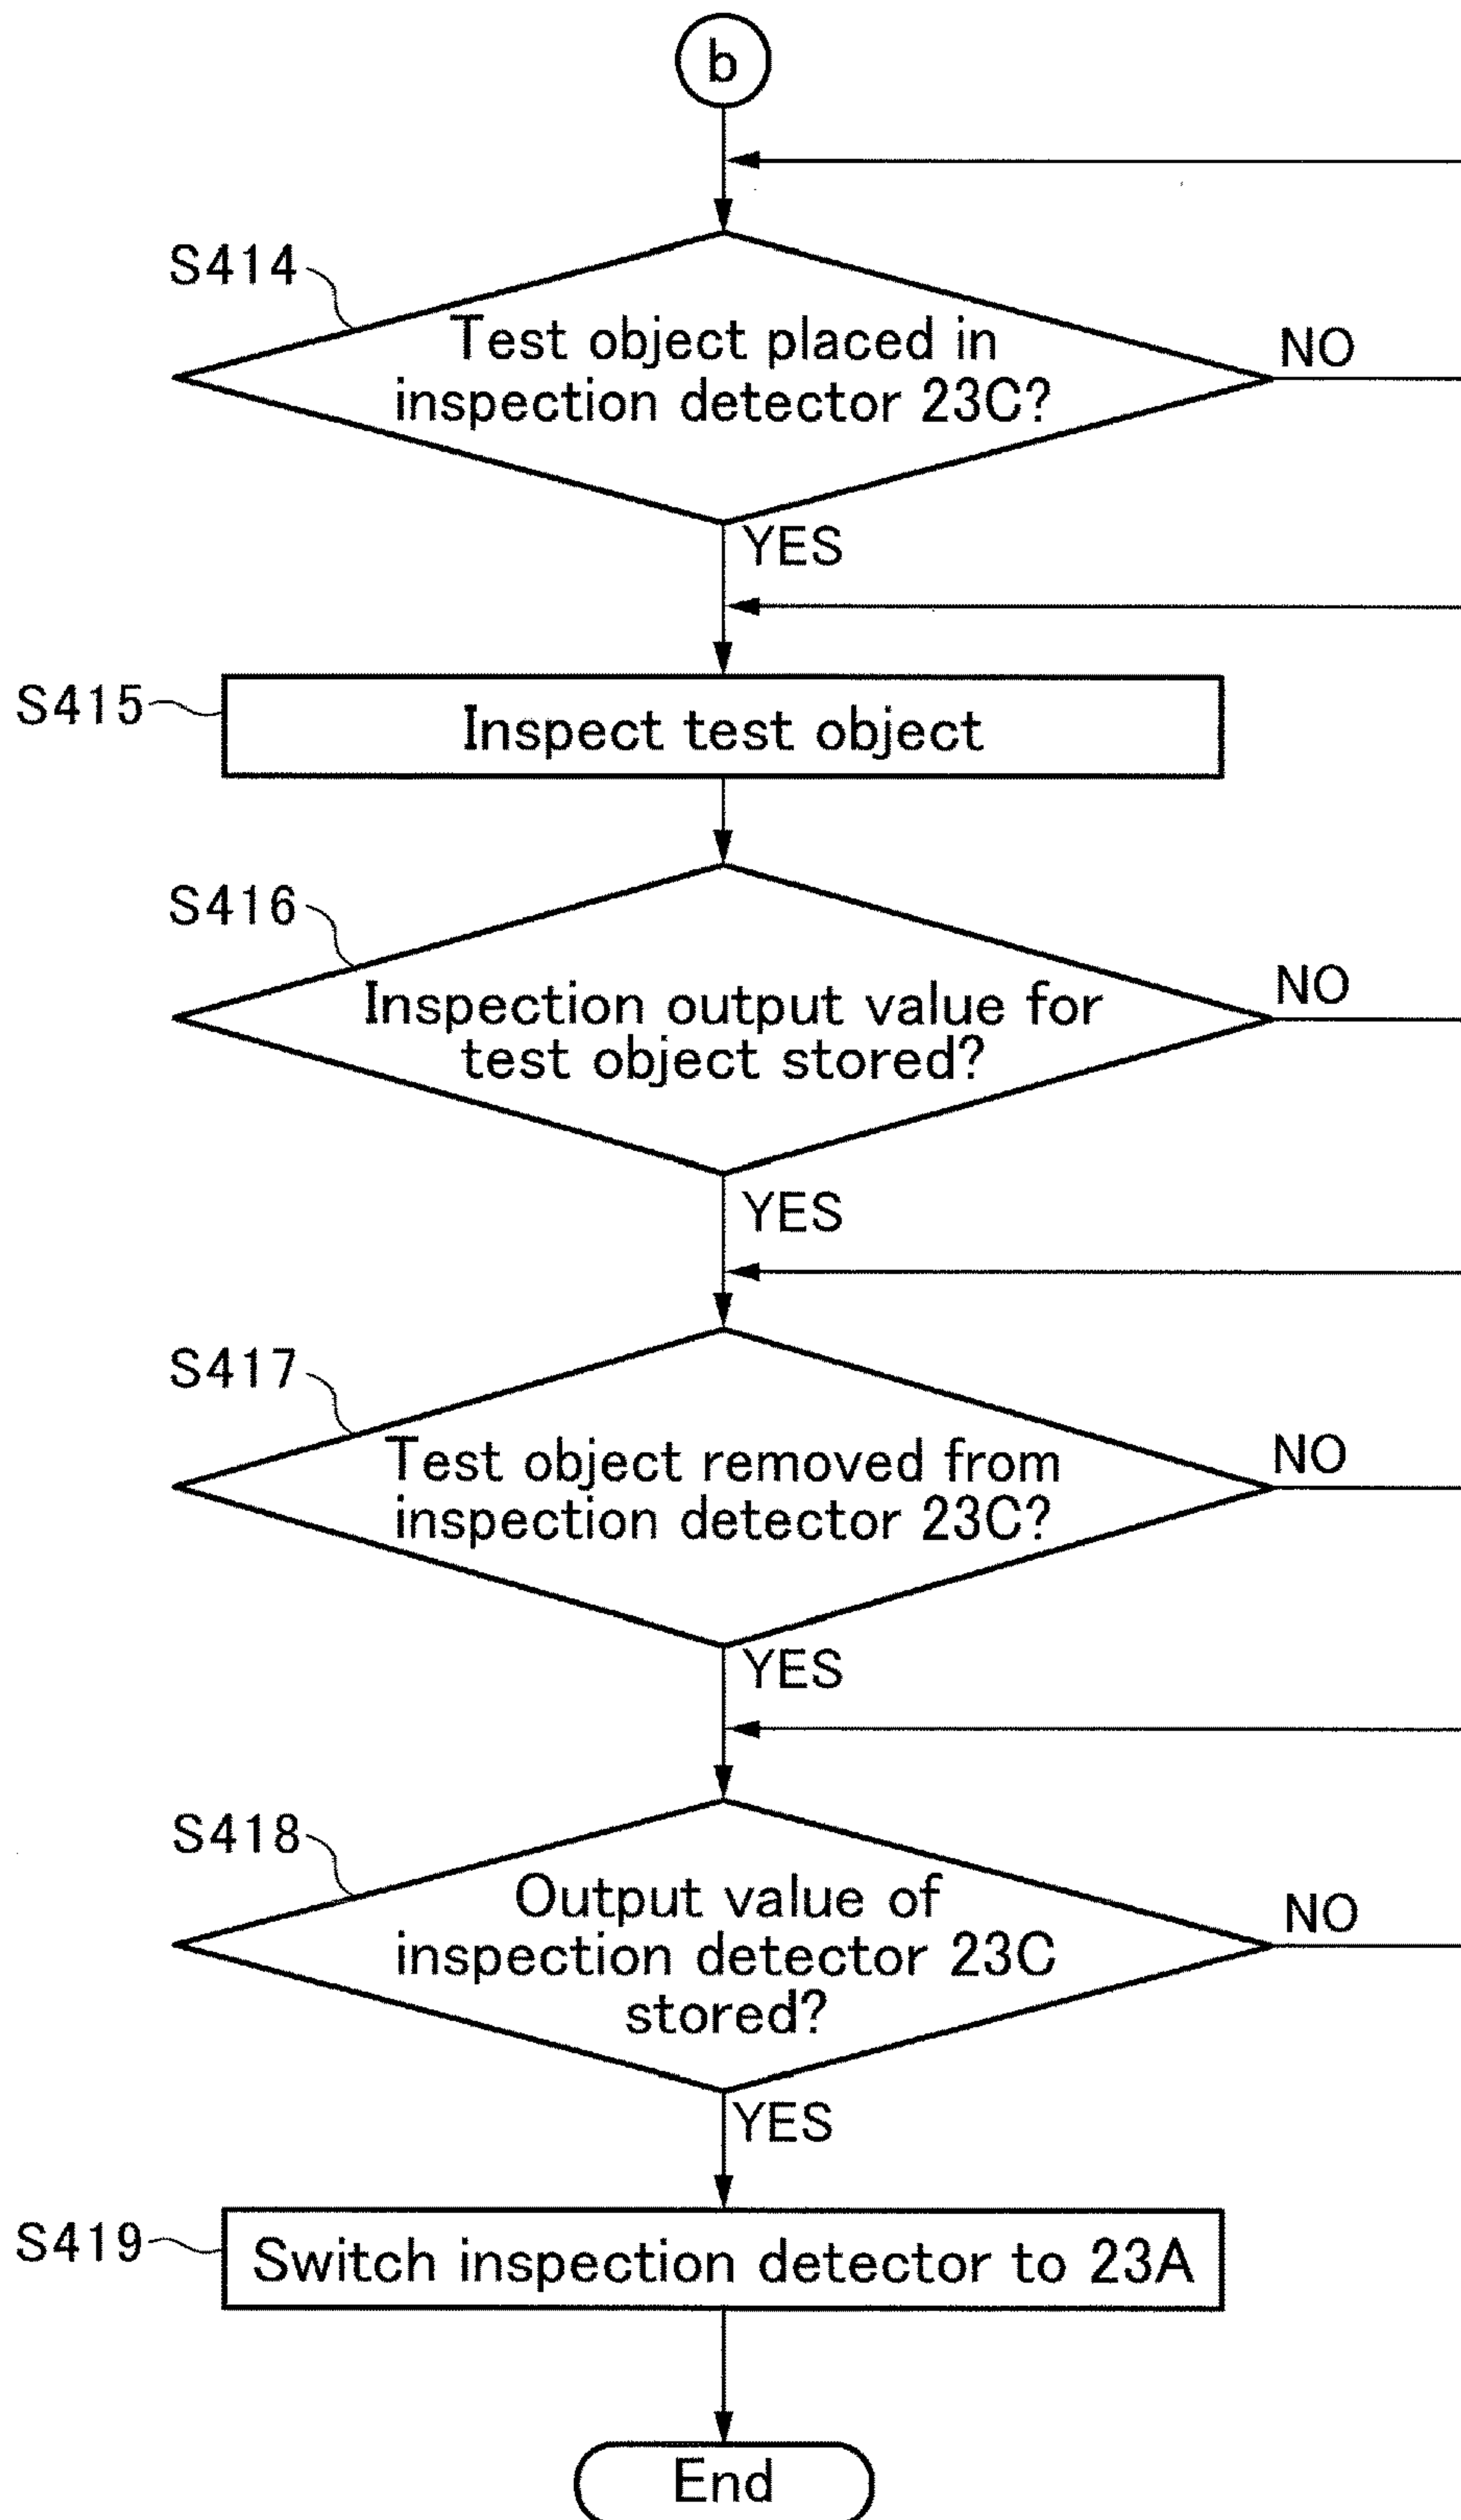 b
S414
Test object placed in
inspection detector 23C?
NO
YES
S415
Inspect test object
S416
Inspection output value for
test object stored?
NO
YES
S417
Test object removed from
inspection detector 23C?
NO
YES
S418
Output value of
inspection detector 23C
stored?
NO
YES
S419
Switch inspection detector to 23A
End